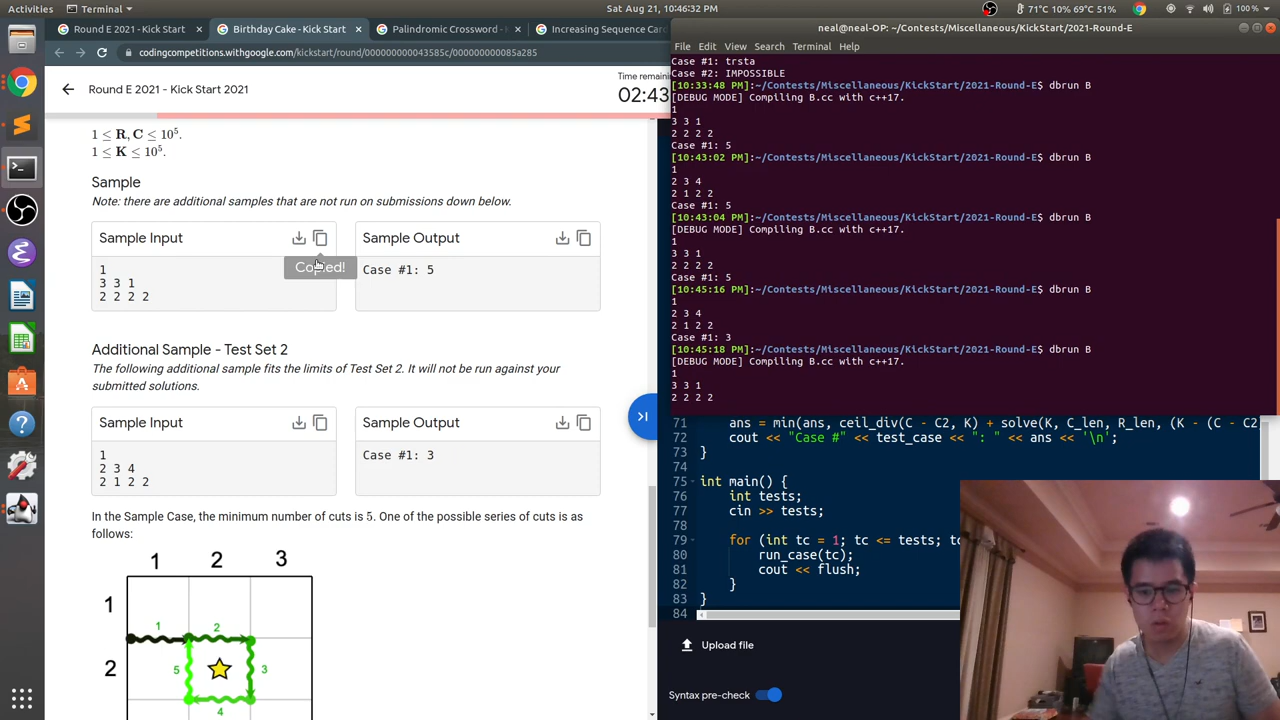 Activities
Terminal
Sat Aug 21, 10:46:32 PM
71°C 10% 69°C 51%
100 %
Round E 2021 - Kick Start
Birthday Cake - Kick Start
Palindromic Crossword -
Increasing Sequence Car
codingcompetitions.withgoogle.com/kickstart/round/000000000043585c/000000000085a285
Round E 2021 - Kick Start 2021
Time remain
02:43
1 ≤ R, C ≤ 10⁵.
1 ≤ K ≤ 10⁵.
Sample
Note: there are additional samples that are not run on submissions down below.
Sample Input
Sample Output
Copied!
1
3 3 1
2 2 2 2
Case #1: 5
Additional Sample - Test Set 2
The following additional sample fits the limits of Test Set 2. It will not be run against your
submitted solutions.
Sample Input
Sample Output
1
2 3 4
2 1 2 2
Case #1: 3
In the Sample Case, the minimum number of cuts is 5. One of the possible series of cuts is as
follows:
1 2 3
1
1 2
2
5 3
4
neal@neal-OP: ~/Contests/Miscellaneous/KickStart/2021-Round-E
File Edit View Search Terminal Help
Case #1: trsta
Case #2: IMPOSSIBLE
[10:33:48 PM]:~/Contests/Miscellaneous/KickStart/2021-Round-E$ dbrun B
[DEBUG MODE] Compiling B.cc with c++17.
1
3 3 1
2 2 2 2
Case #1: 5
[10:43:02 PM]:~/Contests/Miscellaneous/KickStart/2021-Round-E$ dbrun B
1
2 3 4
2 1 2 2
Case #1: 5
[10:43:04 PM]:~/Contests/Miscellaneous/KickStart/2021-Round-E$ dbrun B
[DEBUG MODE] Compiling B.cc with c++17.
1
3 3 1
2 2 2 2
Case #1: 5
[10:45:16 PM]:~/Contests/Miscellaneous/KickStart/2021-Round-E$ dbrun B
1
2 3 4
2 1 2 2
Case #1: 3
[10:45:18 PM]:~/Contests/Miscellaneous/KickStart/2021-Round-E$ dbrun B
[DEBUG MODE] Compiling B.cc with c++17.
1
3 3 1
2 2 2 2
71 ans = min(ans, ceil_div(C - C2, K) + solve(K, C_len, R_len, (K - (C - C2
72 cout << "Case #" << test_case << ": " << ans << '\n';
73 }
74
75 int main() {
76 int tests;
77 cin >> tests;
78
79 for (int tc = 1; tc <= tests; tc
80 run_case(tc);
81 cout << flush;
82 }
83 }
84
Upload file
Syntax pre-check